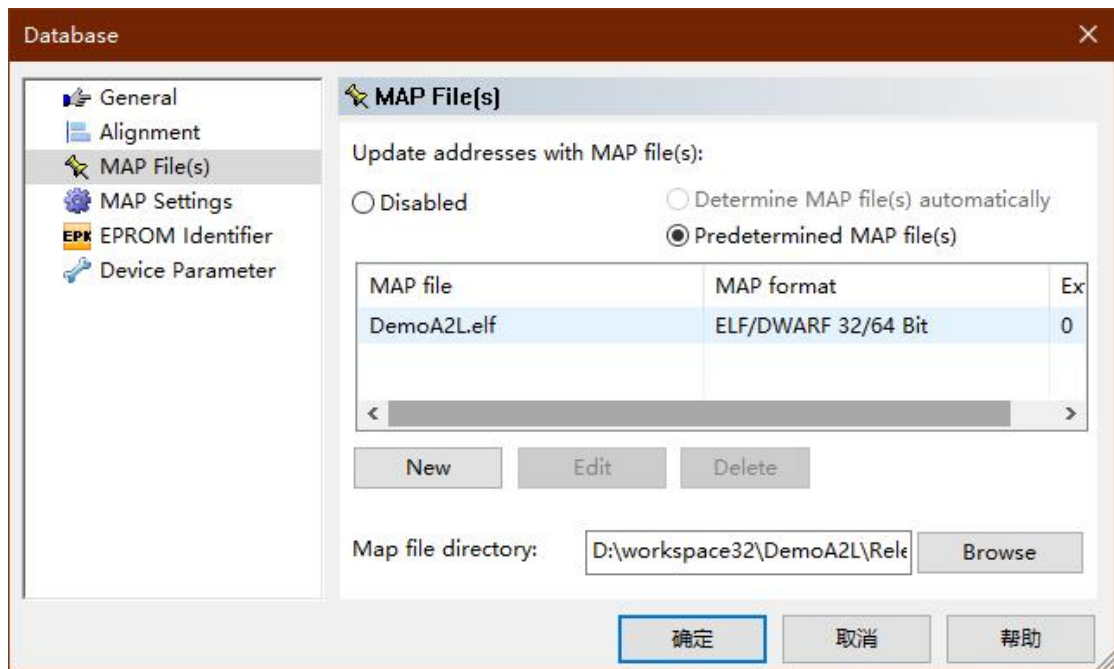 Database
General
Alignment
MAP File(s)
MAP Settings
EPK EPROM Identifier
Device Parameter
MAP File(s)
Update addresses with MAP file(s):
Disabled
Determine MAP file(s) automatically
Predetermined MAP file(s)
MAP file MAP format Ex
DemoA2L.elf ELF/DWARF 32/64 Bit 0
New Edit Delete
Map file directory: D:\workspace32\DemoA2L\Rele Browse
确定 取消 帮助